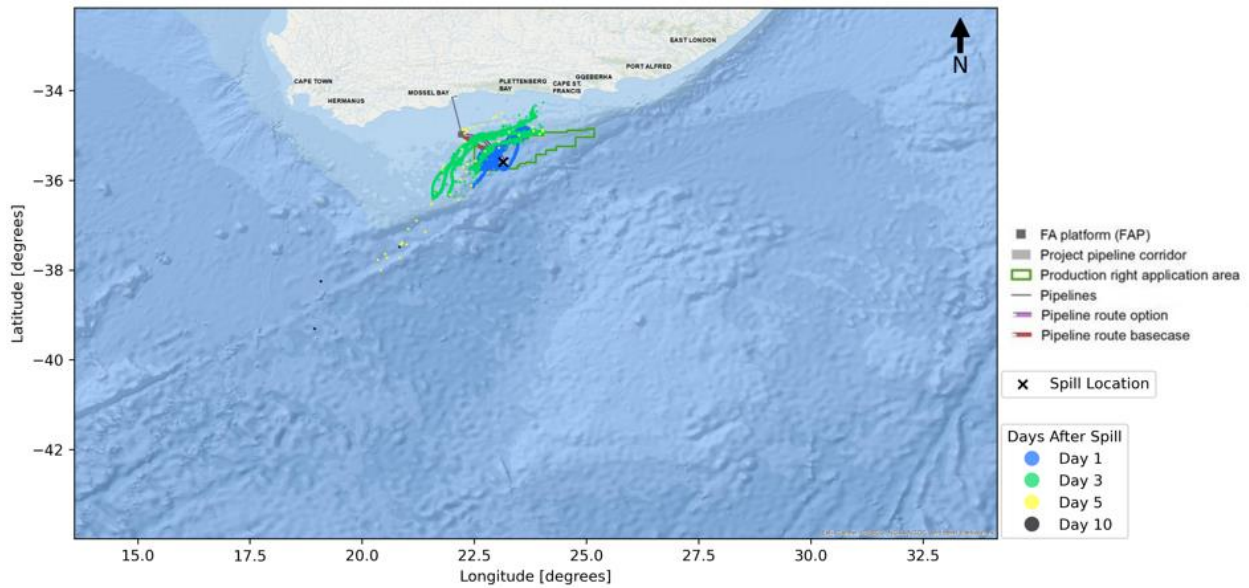 N
EAST LONDON
PORT ALFRED
GQEBERHA
CAPE ST.
FRANCIS
PLETTENBERG
BAY
MOSSEL BAY
CAPE TOWN
HERMANUS
−34
−36
−38
−40
−42
Latitude [degrees]
15.0 17.5 20.0 22.5 25.0 27.5 30.0 32.5
Longitude [degrees]
FA platform (FAP)
Project pipeline corridor
Production right application area
Pipelines
Pipeline route option
Pipeline route basecase
Spill Location
Days After Spill
Day 1
Day 3
Day 5
Day 10